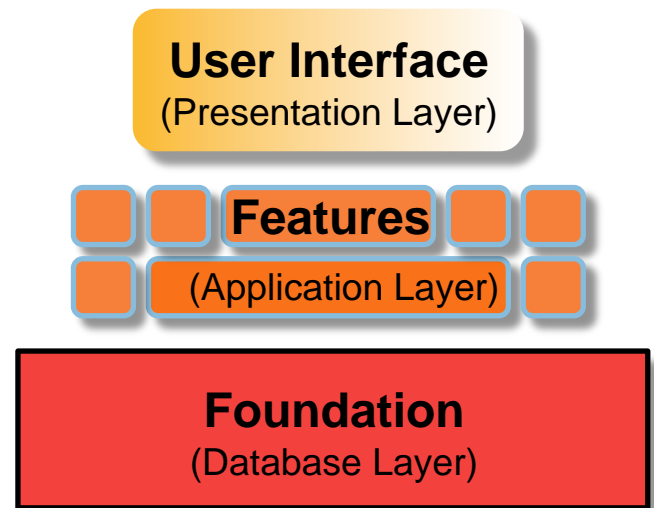 User Interface
(Presentation Layer)
Features
(Application Layer)
Foundation
(Database Layer)